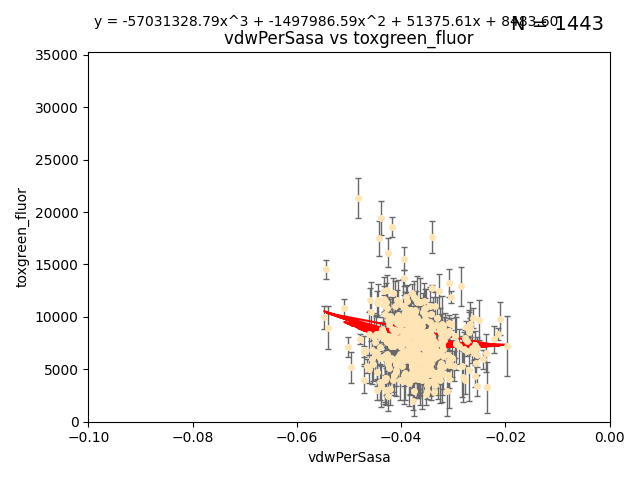 y = -57031328.79x^3 + -1497986.59x^2 + 51375.61x + 8483.60
N = 1443
vdwPerSasa vs toxgreen_fluor
35000
30000
25000
20000
15000
10000
5000
0
toxgreen_fluor
−0.10
−0.08
−0.06
−0.04
−0.02
0.00
vdwPerSasa